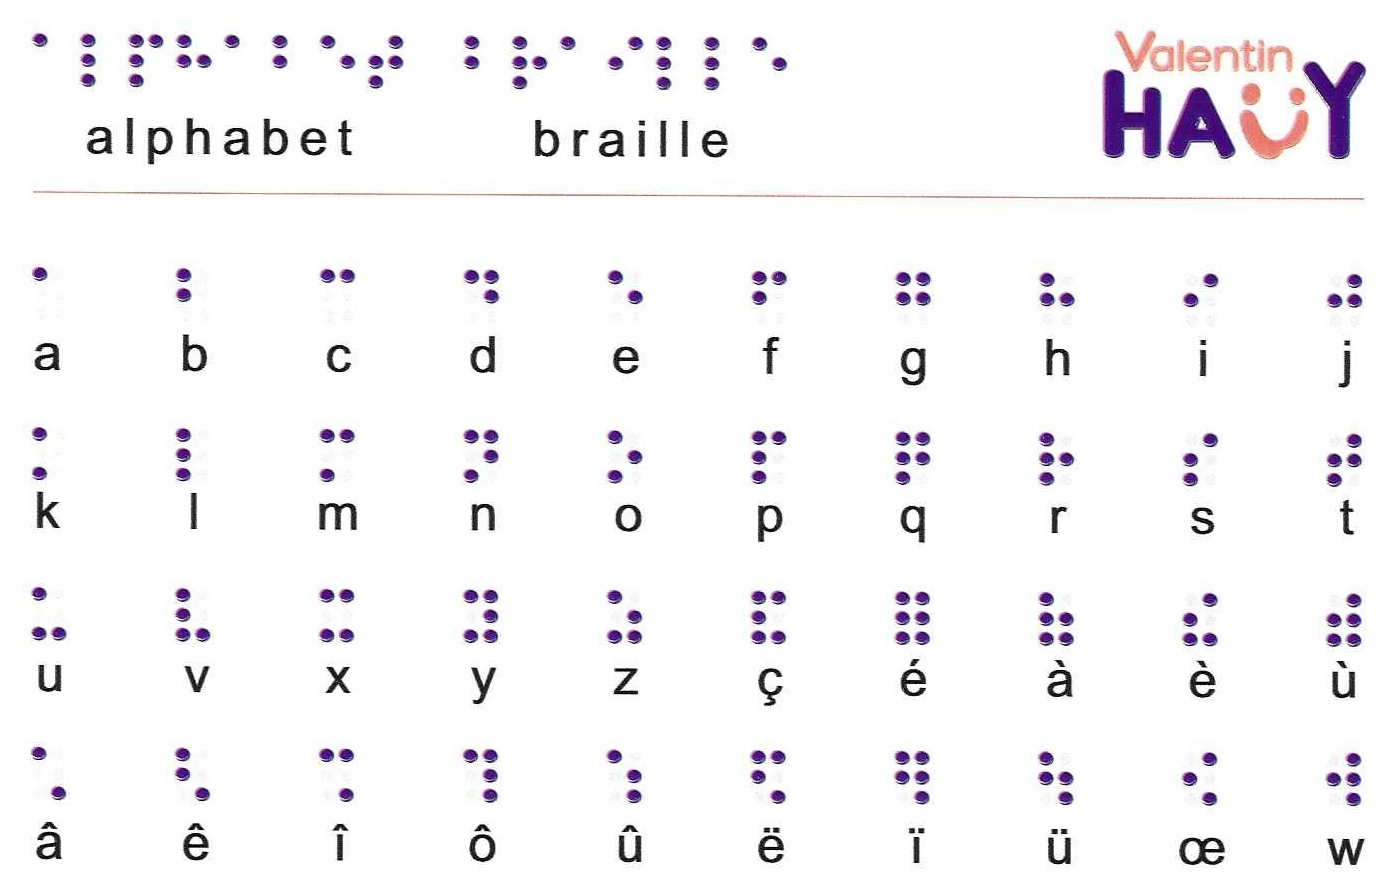 ⠁⠇⠏⠓⠁⠃⠑⠞ ⠃⠗⠁⠊⠇⠇⠑
alphabet braille
Valentin
HAÜY
⠁ ⠃ ⠉ ⠙ ⠑ ⠋ ⠛ ⠓ ⠊ ⠚
a b c d e f g h i j
⠅ ⠇ ⠍ ⠝ ⠕ ⠏ ⠟ ⠗ ⠎ ⠞
k l m n o p q r s t
⠥ ⠧ ⠭ ⠽ ⠵ ⠯ ⠿ ⠷ ⠮ ⠾
u v x y z ç é à è ù
⠡ ⠣ ⠩ ⠹ ⠱ ⠫ ⠻ ⠳ ⠪ ⠺
â ê î ô û ë ï ü œ w